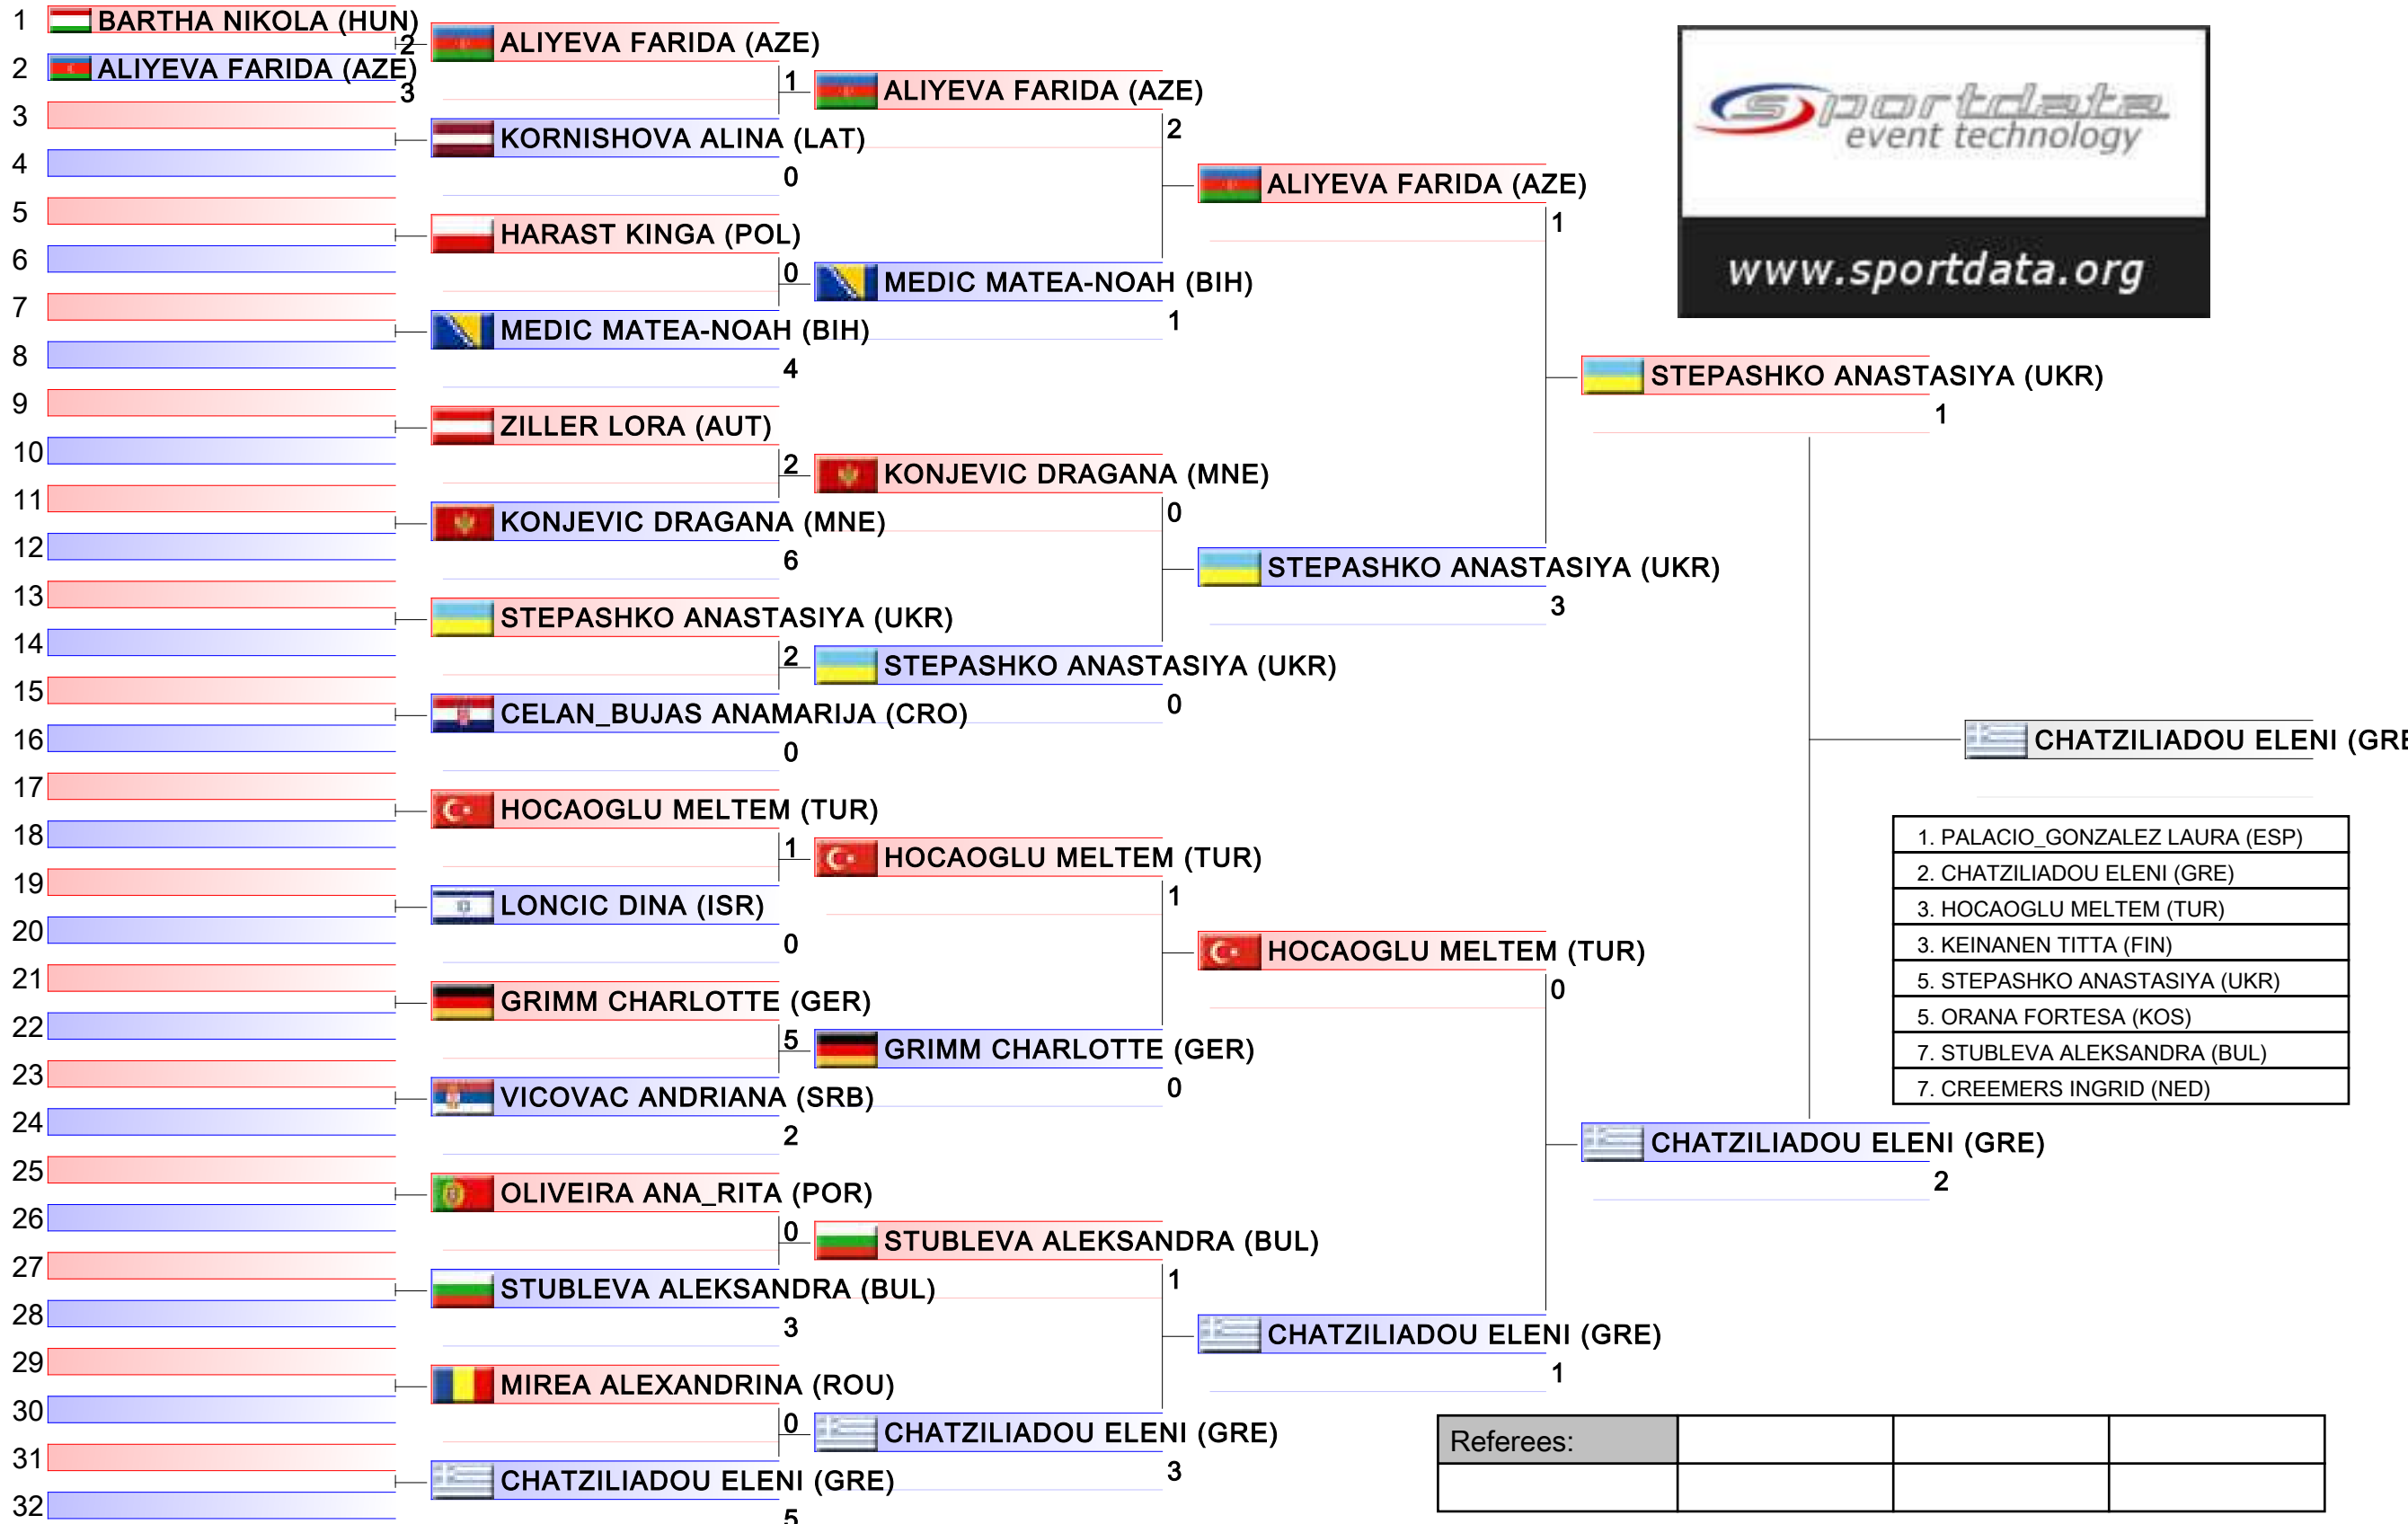 1 BARTHA NIKOLA (HUN)
2
2 ALIYEVA FARIDA (AZE)
3
3
4
5
6
7
8
9
10
11
12
13
14
15
16
17
18
19
20
21
22
23
24
25
26
27
28
29
30
31
32
ALIYEVA FARIDA (AZE)
1
KORNISHOVA ALINA (LAT)
0
HARAST KINGA (POL)
0
MEDIC MATEA-NOAH (BIH)
4
ZILLER LORA (AUT)
2
KONJEVIC DRAGANA (MNE)
6
STEPASHKO ANASTASIYA (UKR)
2
CELAN_BUJAS ANAMARIJA (CRO)
0
HOCAOGLU MELTEM (TUR)
1
LONCIC DINA (ISR)
0
GRIMM CHARLOTTE (GER)
5
VICOVAC ANDRIANA (SRB)
2
OLIVEIRA ANA_RITA (POR)
0
STUBLEVA ALEKSANDRA (BUL)
3
MIREA ALEXANDRINA (ROU)
0
CHATZILIADOU ELENI (GRE)
5
ALIYEVA FARIDA (AZE)
2
MEDIC MATEA-NOAH (BIH)
1
KONJEVIC DRAGANA (MNE)
0
STEPASHKO ANASTASIYA (UKR)
0
HOCAOGLU MELTEM (TUR)
1
GRIMM CHARLOTTE (GER)
0
STUBLEVA ALEKSANDRA (BUL)
1
CHATZILIADOU ELENI (GRE)
3
ALIYEVA FARIDA (AZE)
1
STEPASHKO ANASTASIYA (UKR)
3
HOCAOGLU MELTEM (TUR)
0
CHATZILIADOU ELENI (GRE)
1
STEPASHKO ANASTASIYA (UKR)
1
CHATZILIADOU ELENI (GRE)
2
CHATZILIADOU ELENI (GRE
sportdata
event technology
www.sportdata.org
1. PALACIO_GONZALEZ LAURA (ESP)
2. CHATZILIADOU ELENI (GRE)
3. HOCAOGLU MELTEM (TUR)
3. KEINANEN TITTA (FIN)
5. STEPASHKO ANASTASIYA (UKR)
5. ORANA FORTESA (KOS)
7. STUBLEVA ALEKSANDRA (BUL)
7. CREEMERS INGRID (NED)
Referees: